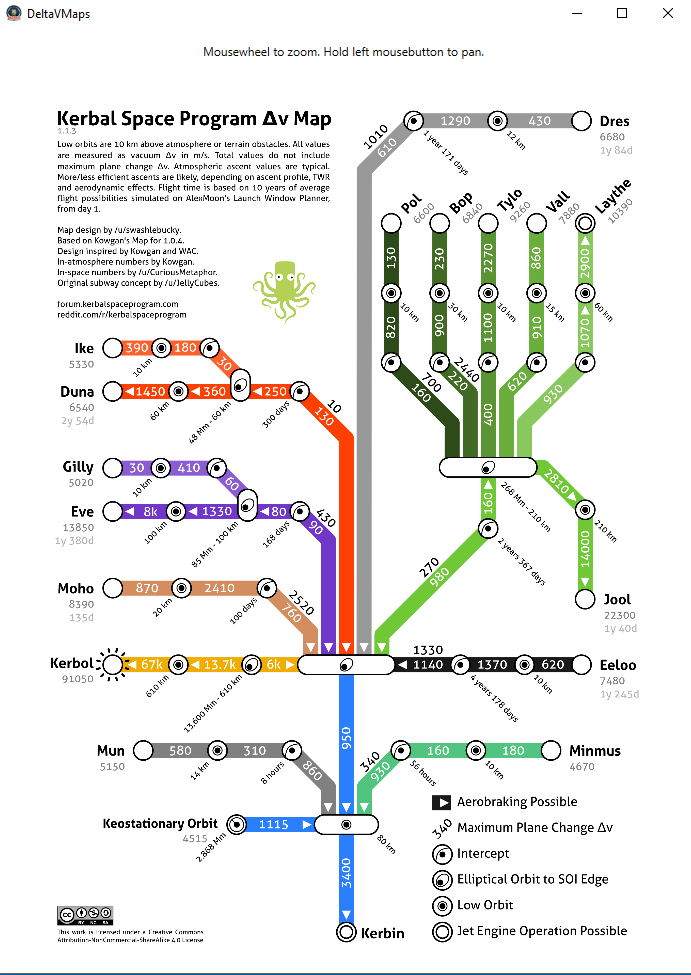 DeltaVMaps
Mousewheel to zoom. Hold left mousebutton to pan.
Kerbal Space Program Δv Map
1.1.3
Low orbits are 10 km above atmosphere or terrain obstacles. All values
are measured as vacuum Δv in m/s. Total values do not include
maximum plane change Δv. Atmospheric ascent values are typical.
More/less efficient ascents are likely, depending on ascent profile, TWR
and aerodynamic effects. Flight time is based on 10 years of average
flight possibilities simulated on AlexMoon's Launch Window Planner,
from day 1.
Map design by /u/swashlebucky.
Based on Kowgan's Map for 1.0.4.
Design inspired by Kowgan and WAC.
In-atmosphere numbers by Kowgan.
In-space numbers by /u/CuriousMetaphor.
Original subway concept by /u/JellyCubes.
forum.kerbalspaceprogram.com
reddit.com/r/kerbalspaceprogram
1010
610
1 year 171 days
1290
12 km
430
Dres
6680
1y 84d
Pol
6600
Bop
6840
Tylo
9260
Vall
7880
Laythe
10390
130
230
2270
860
2900
10 km
30 km
10 km
15 km
60 km
820
900
1100
910
1070
700
160
2440
220
400
620
930
266 Mm - 210 km
2810
210 km
14000
Jool
22300
1y 40d
160
2 years 367 days
270
980
Ike
5330
390
10 km
180
30
Duna
6540
2y 54d
1450
60 km
360
48 Mm - 60 km
250
300 days
10
130
Gilly
5020
30
10 km
410
60
Eve
13850
1y 380d
8k
100 km
1330
85 Mm - 100 km
80
168 days
430
90
Moho
8390
135d
870
20 km
2410
100 days
2520
760
Kerbol
91050
67k
610 km
13.7k
13,600 Mm - 610 km
6k
1330
1140
4 years 178 days
1370
10 km
620
Eeloo
7480
1y 245d
950
Mun
5150
580
14 km
310
8 hours
860
340
930
56 hours
160
10 km
180
Minmus
4670
Keostationary Orbit
4515
2.868 Mm
1115
80 km
3400
Kerbin
Aerobraking Possible
340
Maximum Plane Change Δv
Intercept
Elliptical Orbit to SOI Edge
Low Orbit
Jet Engine Operation Possible
This work is licensed under a Creative Commons
Attribution-NonCommercial-ShareAlike 4.0 License